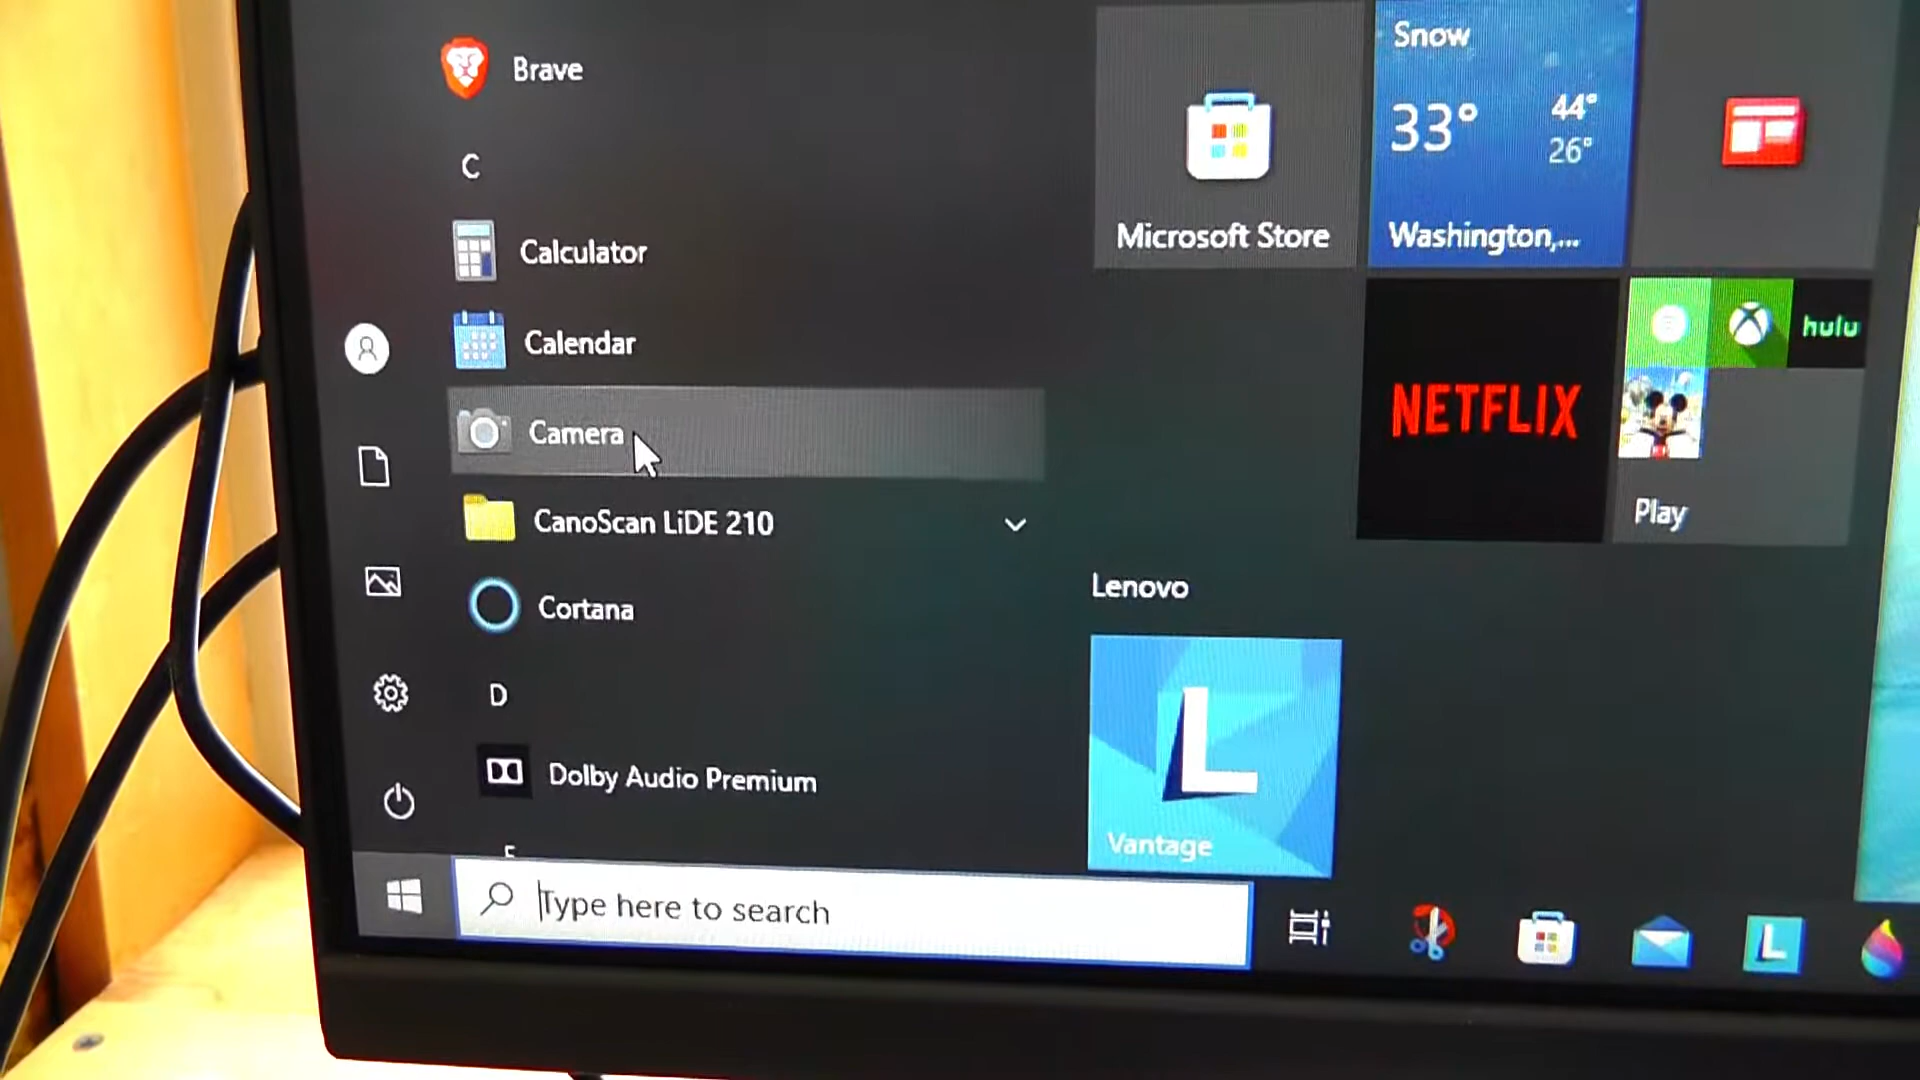 Brave
C
Calculator
Calendar
Camera
CanoScan LiDE 210
Cortana
D
Dolby Audio Premium
Type here to search
Microsoft Store
Snow
33°
44°
26°
Washington,...
NETFLIX
hulu
Play
Lenovo
L
Vantage
L